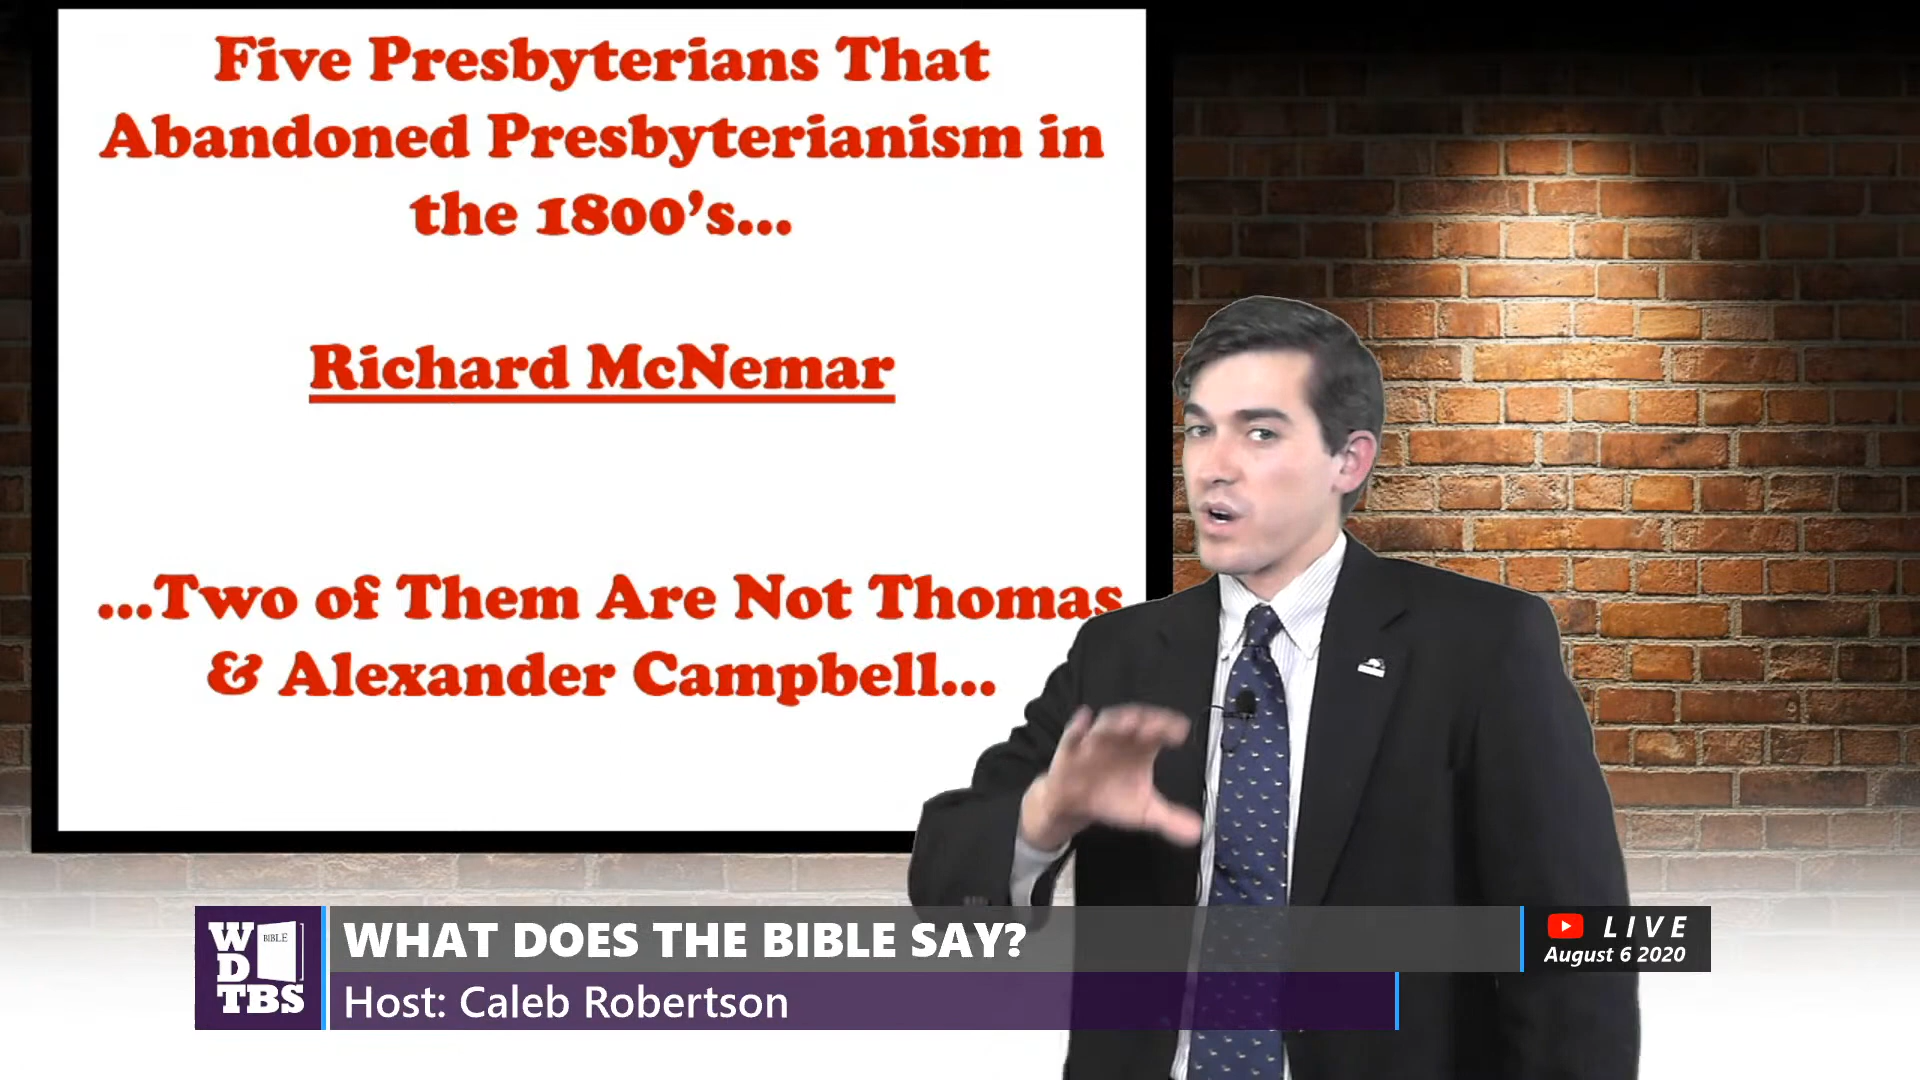 Five Presbyterians That
Abandoned Presbyterianism in
the 1800’s...
Richard McNemar
...Two of Them Are Not Thomas
& Alexander Campbell...
WD
TBS
BIBLE
WHAT DOES THE BIBLE SAY?
Host: Caleb Robertson
LIVE
August 6 2020